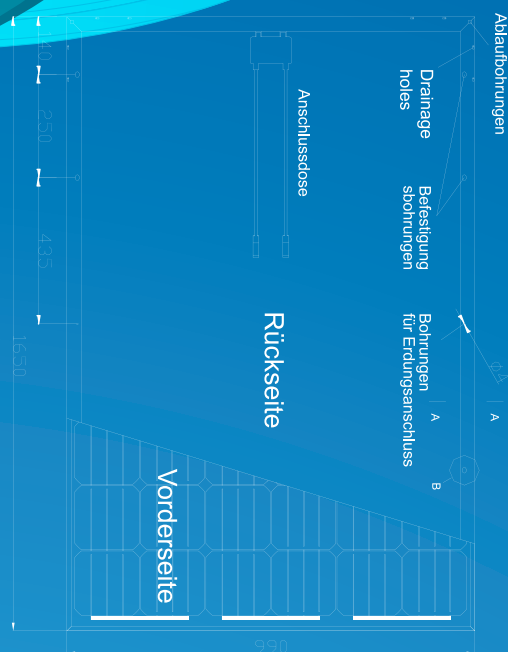 Ablaufbohrungen
Drainage
holes
Befestigung
sbohrungen
Bohrungen
für Erdungsanschluss
A
A
B
Anschlussdose
Rückseite
Vorderseite
140
250
435
1650
990